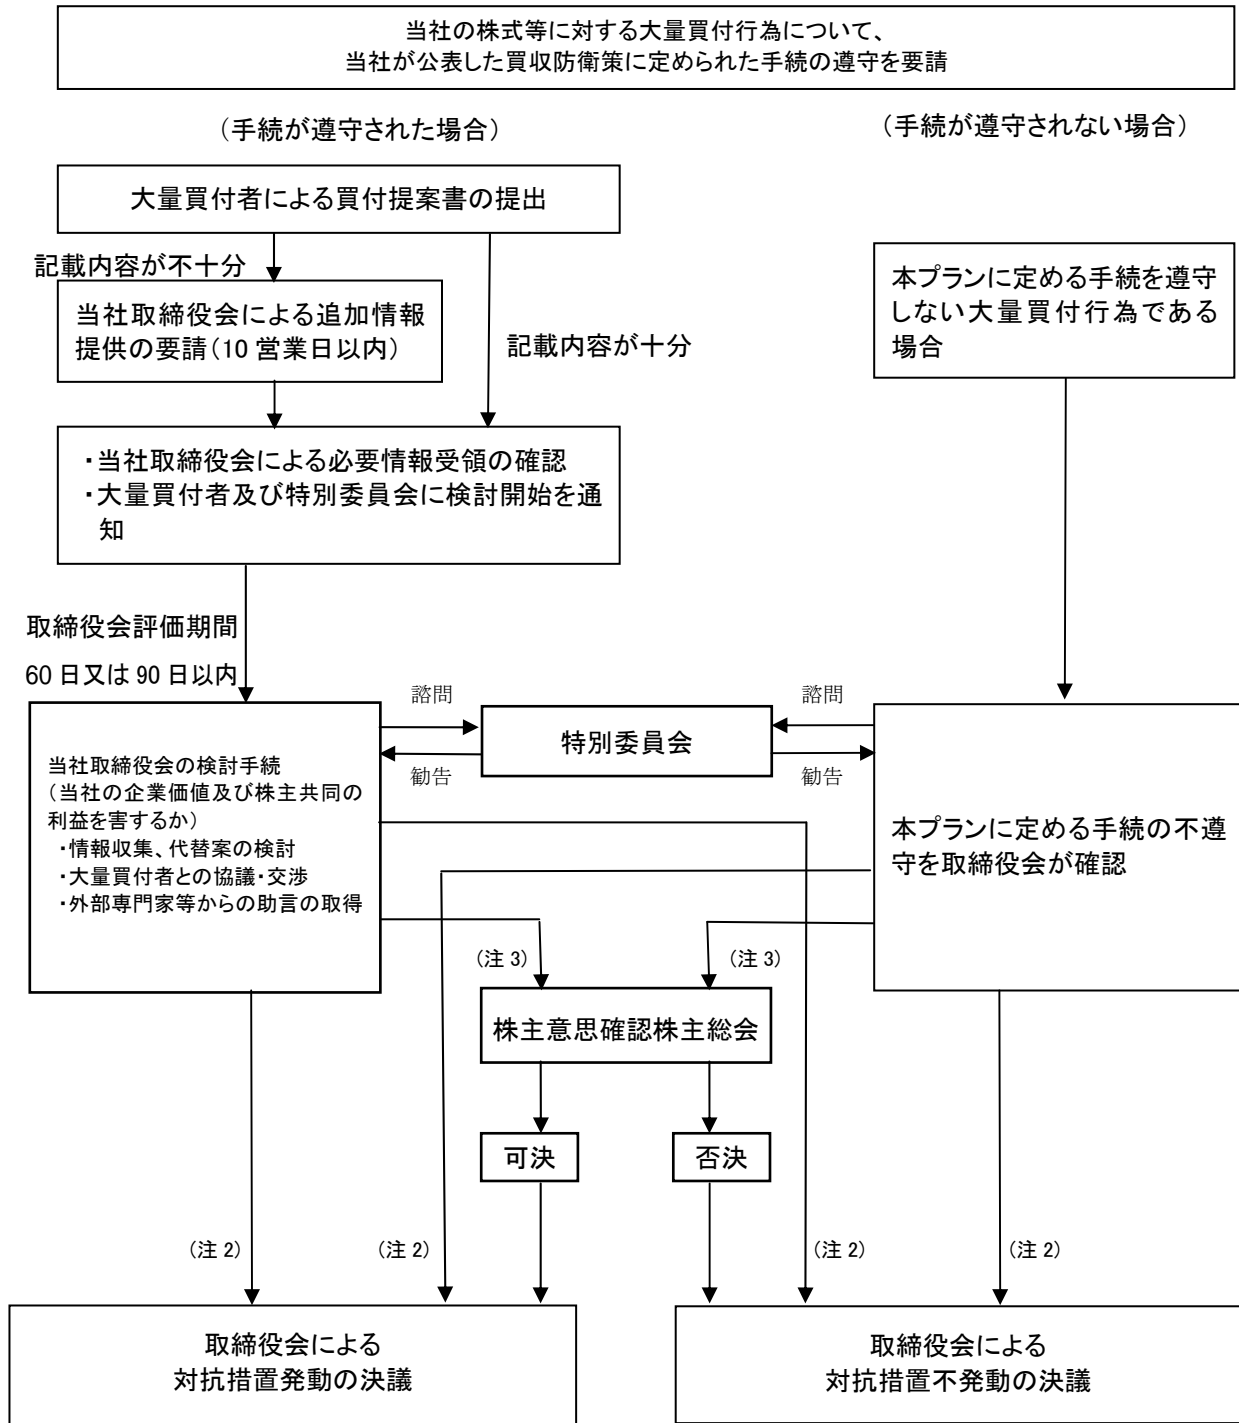 当社の株式等に対する大量買付行為について、
当社が公表した買収防衛策に定められた手続の遵守を要請
（手続が遵守された場合）
（手続が遵守されない場合）
大量買付者による買付提案書の提出
記載内容が不十分
本プランに定める手続を遵守
しない大量買付行為である
場合
当社取締役会による追加情報
提供の要請（10 営業日以内）
記載内容が十分
・当社取締役会による必要情報受領の確認
・大量買付者及び特別委員会に検討開始を通
知
取締役会評価期間
60 日又は 90 日以内
諮問
諮問
特別委員会
勧告
勧告
当社取締役会の検討手続
（当社の企業価値及び株主共同の
利益を害するか）
・情報収集、代替案の検討
・大量買付者との協議・交渉
・外部専門家等からの助言の取得
本プランに定める手続の不遵
守を取締役会が確認
（注 3）
（注 3）
株主意思確認株主総会
可決
否決
（注 2）
（注 2）
（注 2）
（注 2）
取締役会による
対抗措置発動の決議
取締役会による
対抗措置不発動の決議